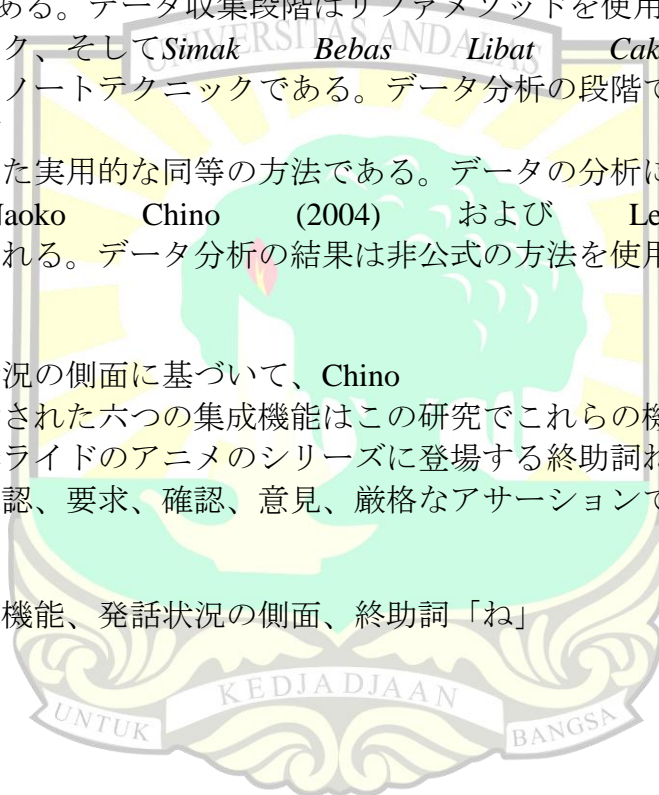 ある。データ収集段階はリファメソッドを使用
UNIVERSITAS ANDALAS
ク、そしてSimak Bebas Libat Cak
ノートテクニックである。データ分析の段階で
た実用的な同等の方法である。データの分析に
Naoko Chino (2004) および Le
れる。データ分析の結果は非公式の方法を使用
況の側面に基づいて、Chino
された六つの集成機能はこの研究でこれらの機
ライドのアニメのシリーズに登場する終助詞ね
認、要求、確認、意見、厳格なアサーションで
機能、発話状況の側面、終助詞「ね」
UNTUK KEDJADJAAN BANGSA